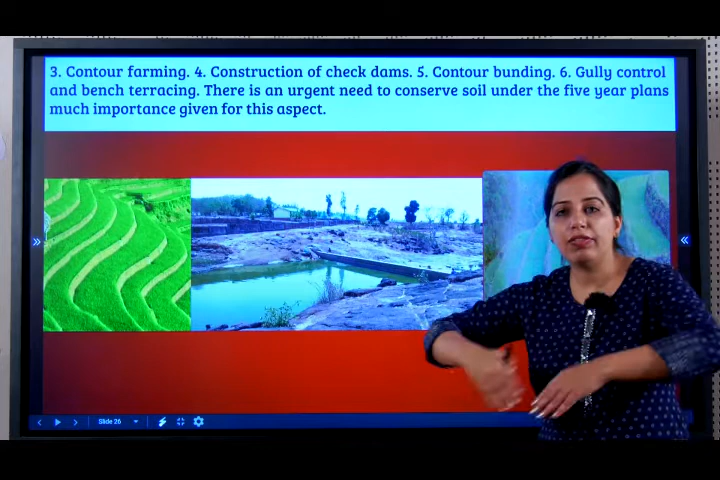 3. Contour farming. 4. Construction of check dams. 5. Contour bunding. 6. Gully control
and bench terracing. There is an urgent need to conserve soil under the five year plans
much importance given for this aspect.
Slide 26